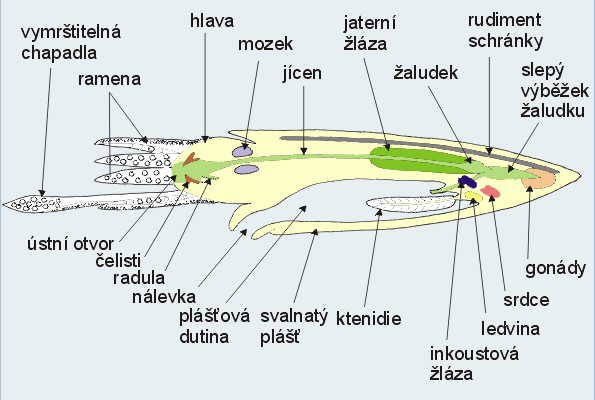 vymrštitelná
chapadla
ramena
hlava
mozek
jícen
jaterní
žláza
žaludek
rudiment
schránky
slepý
výběžek
žaludku
ústní otvor
čelisti
radula
nálevka
plášťová
dutina
svalnatý
plášť
ktenidie
inkoustová
žláza
ledvina
srdce
gonády